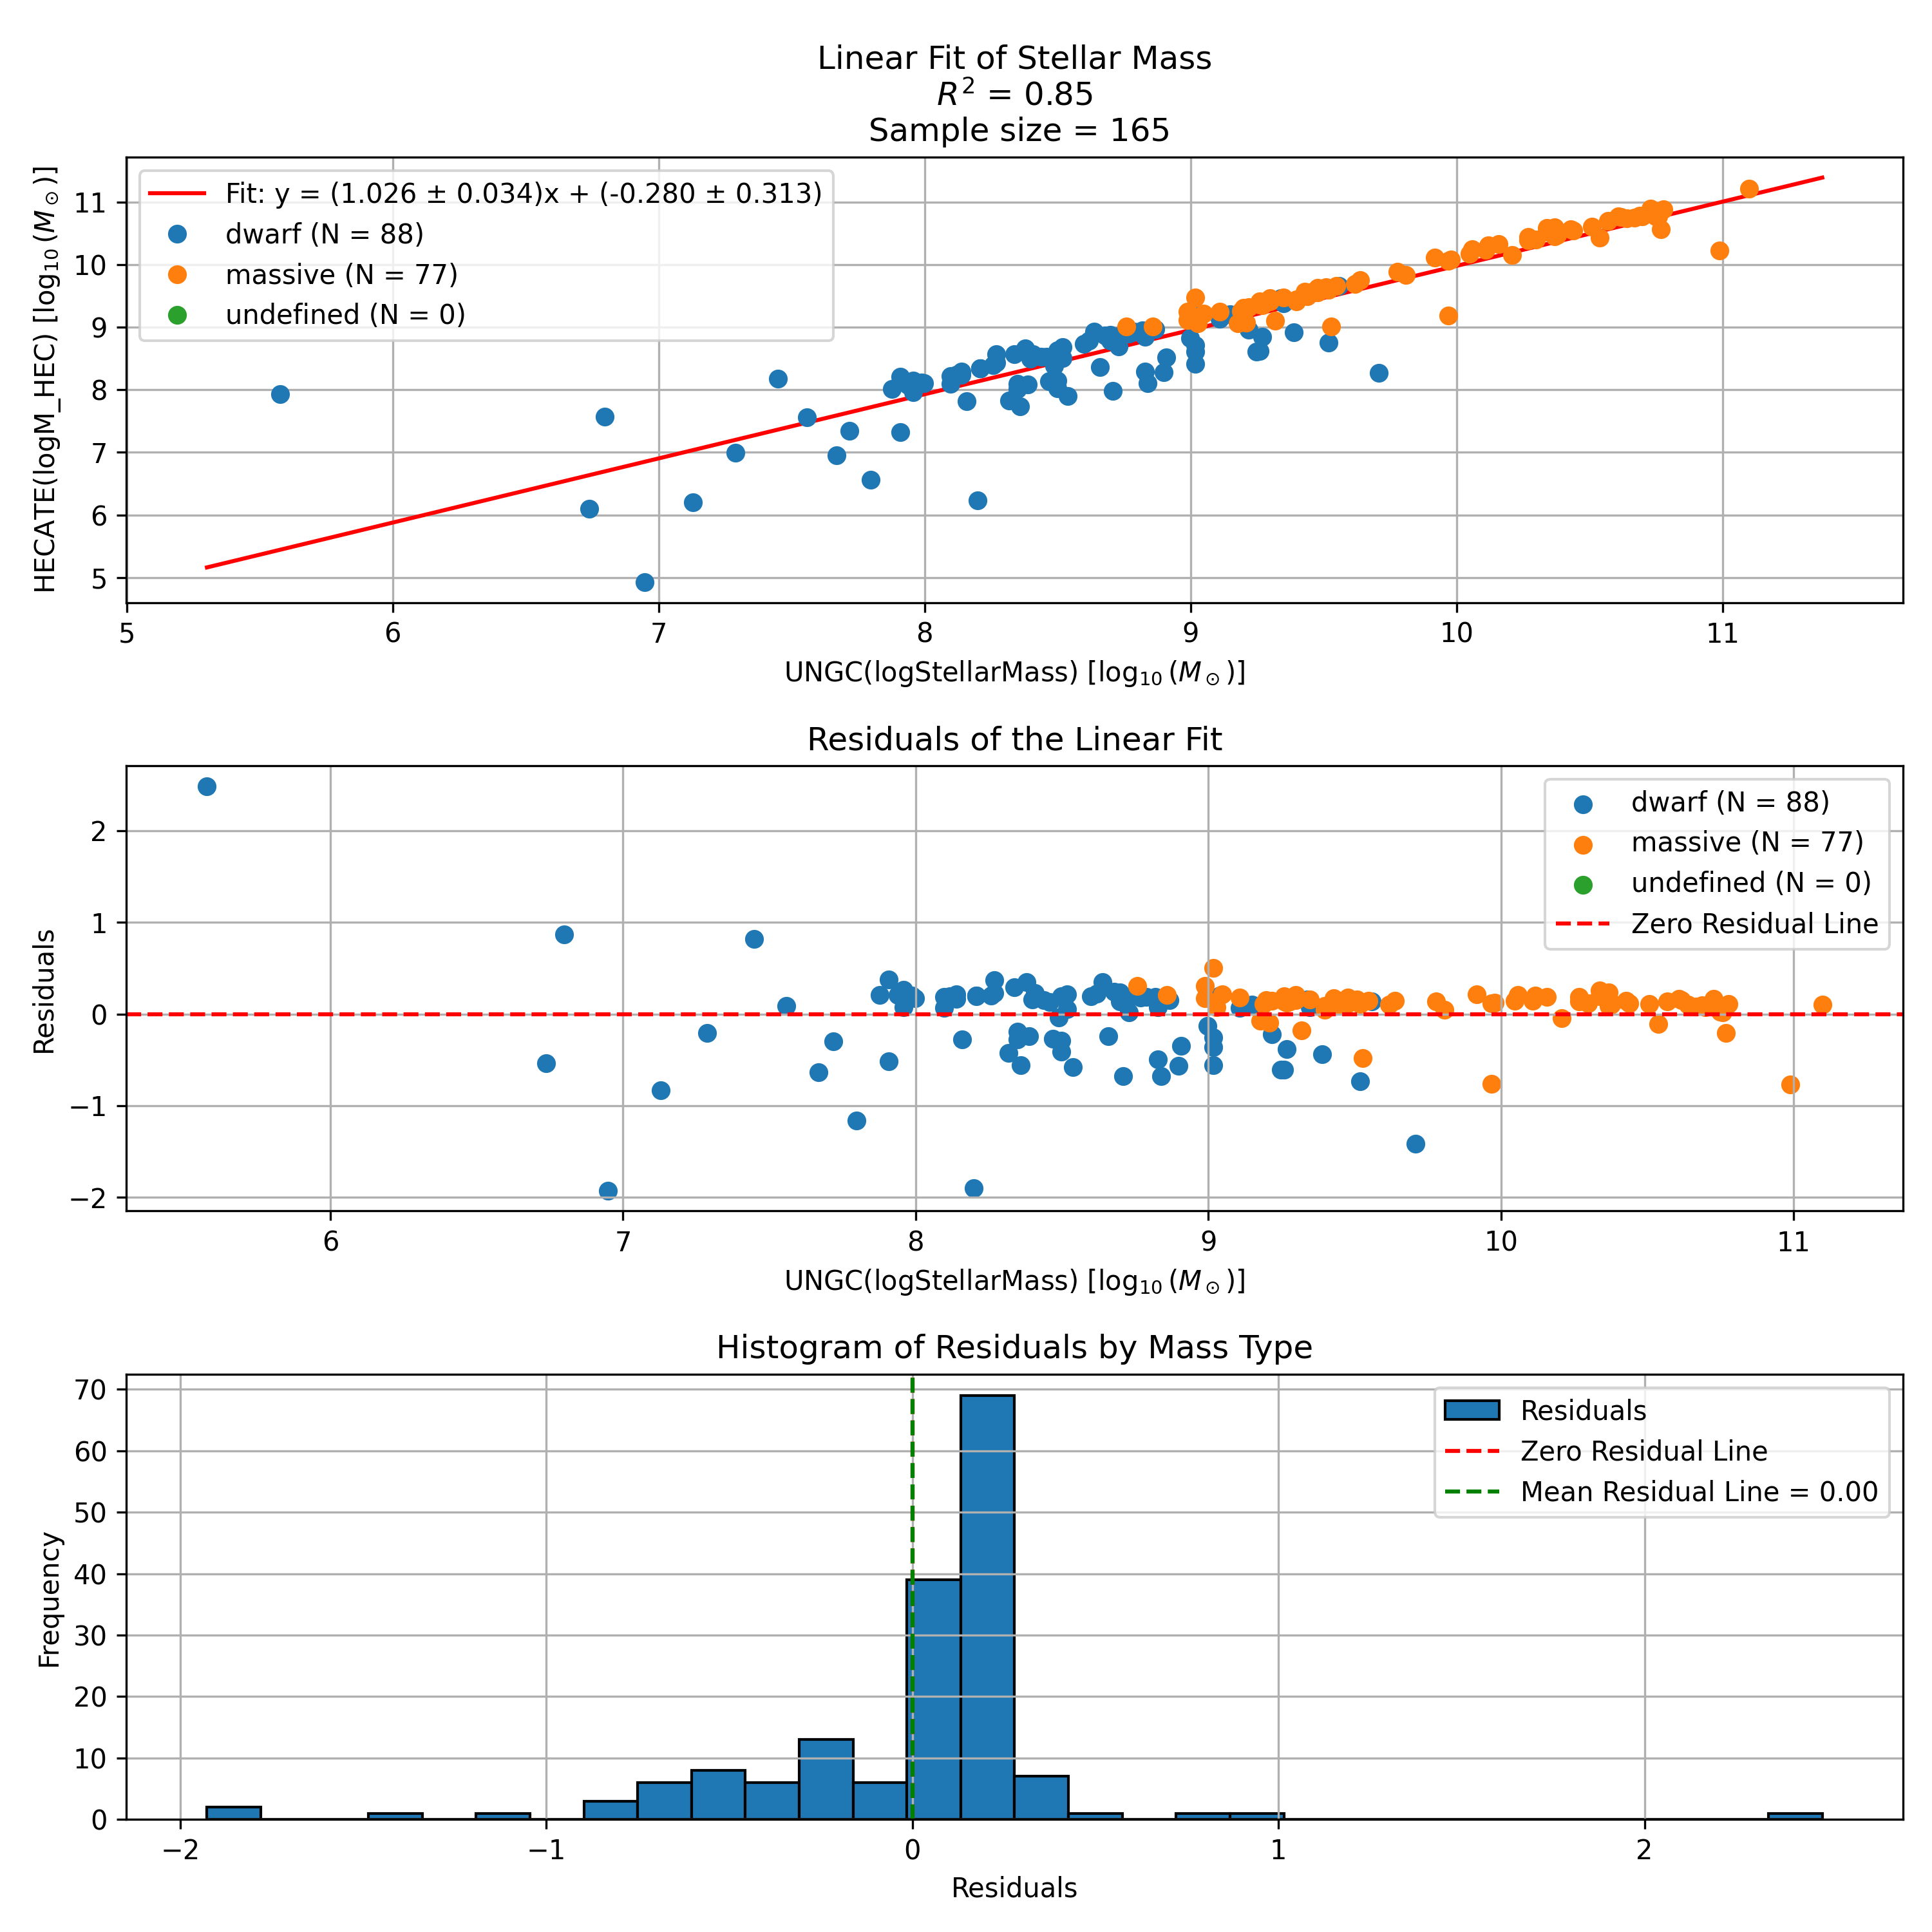 Linear Fit of Stellar Mass
R² = 0.85
Sample size = 165
HECATE(logM_HEC) [log₁₀(M⊙)]
11
10
9
8
7
6
5
Fit: y = (1.026 ± 0.034)x + (-0.280 ± 0.313)
dwarf (N = 88)
massive (N = 77)
undefined (N = 0)
5 6 7 8 9 10 11
UNGC(logStellarMass) [log₁₀(M⊙)]
Residuals of the Linear Fit
Residuals
2
1
0
−1
−2
dwarf (N = 88)
massive (N = 77)
undefined (N = 0)
Zero Residual Line
6 7 8 9 10 11
UNGC(logStellarMass) [log₁₀(M⊙)]
Histogram of Residuals by Mass Type
Frequency
70
60
50
40
30
20
10
0
Residuals
Zero Residual Line
Mean Residual Line = 0.00
−2 −1 0 1 2
Residuals